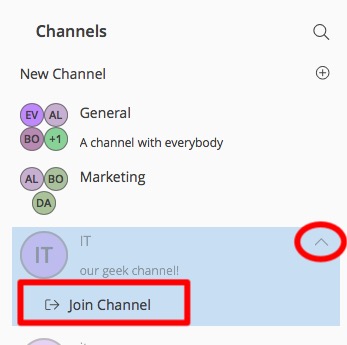 Channels
New Channel
EV AL
General
BO +1
A channel with everybody
AL BO
Marketing
DA
IT
IT
our geek channel!
Join Channel